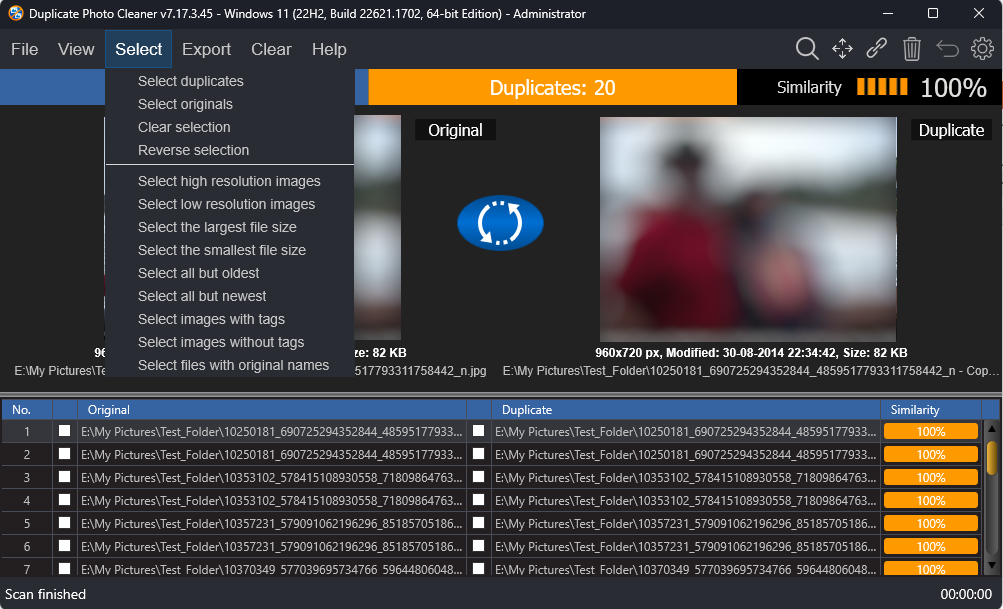 Duplicate Photo Cleaner v7.17.3.45 - Windows 11 (22H2, Build 22621.1702, 64-bit Edition) - Administrator
File View Select Export Clear Help
Select duplicates
Select originals
Clear selection
Reverse selection
Select high resolution images
Select low resolution images
Select the largest file size
Select the smallest file size
Select all but oldest
Select all but newest
Select images with tags
Select images without tags
Select files with original names
Duplicates: 20
Similarity 100%
Original
Duplicate
96 ze: 82 KB
E:\My Pictures\Te 517793311758442_n.jpg
960x720 px, Modified: 30-08-2014 22:34:42, Size: 82 KB
E:\My Pictures\Test_Folder\10250181_690725294352844_4859517793311758442_n - Cop...
No. Original Duplicate Similarity
1 E:\My Pictures\Test_Folder\10250181_690725294352844_48595177933... E:\My Pictures\Test_Folder\10250181_690725294352844_48595177933... 100%
2 E:\My Pictures\Test_Folder\10250181_690725294352844_48595177933... E:\My Pictures\Test_Folder\10250181_690725294352844_48595177933... 100%
3 E:\My Pictures\Test_Folder\10353102_578415108930558_71809864763... E:\My Pictures\Test_Folder\10353102_578415108930558_71809864763... 100%
4 E:\My Pictures\Test_Folder\10353102_578415108930558_71809864763... E:\My Pictures\Test_Folder\10353102_578415108930558_71809864763... 100%
5 E:\My Pictures\Test_Folder\10357231_579091062196296_85185705186... E:\My Pictures\Test_Folder\10357231_579091062196296_85185705186... 100%
6 E:\My Pictures\Test_Folder\10357231_579091062196296_85185705186... E:\My Pictures\Test_Folder\10357231_579091062196296_85185705186... 100%
7 E:\My Pictures\Test_Folder\10370349_577039695734766_59644806048... E:\My Pictures\Test_Folder\10370349_577039695734766_59644806048... 100%
Scan finished 00:00:00